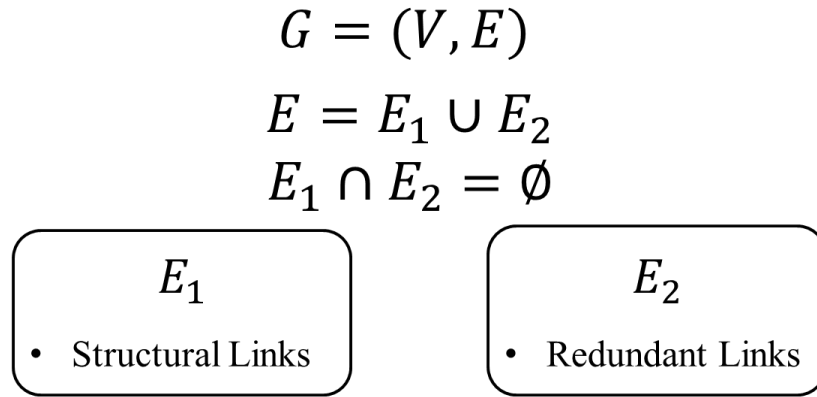 G = (V, E)
E = E₁ ∪ E₂
E₁ ∩ E₂ = ∅
E₁
• Structural Links
E₂
• Redundant Links